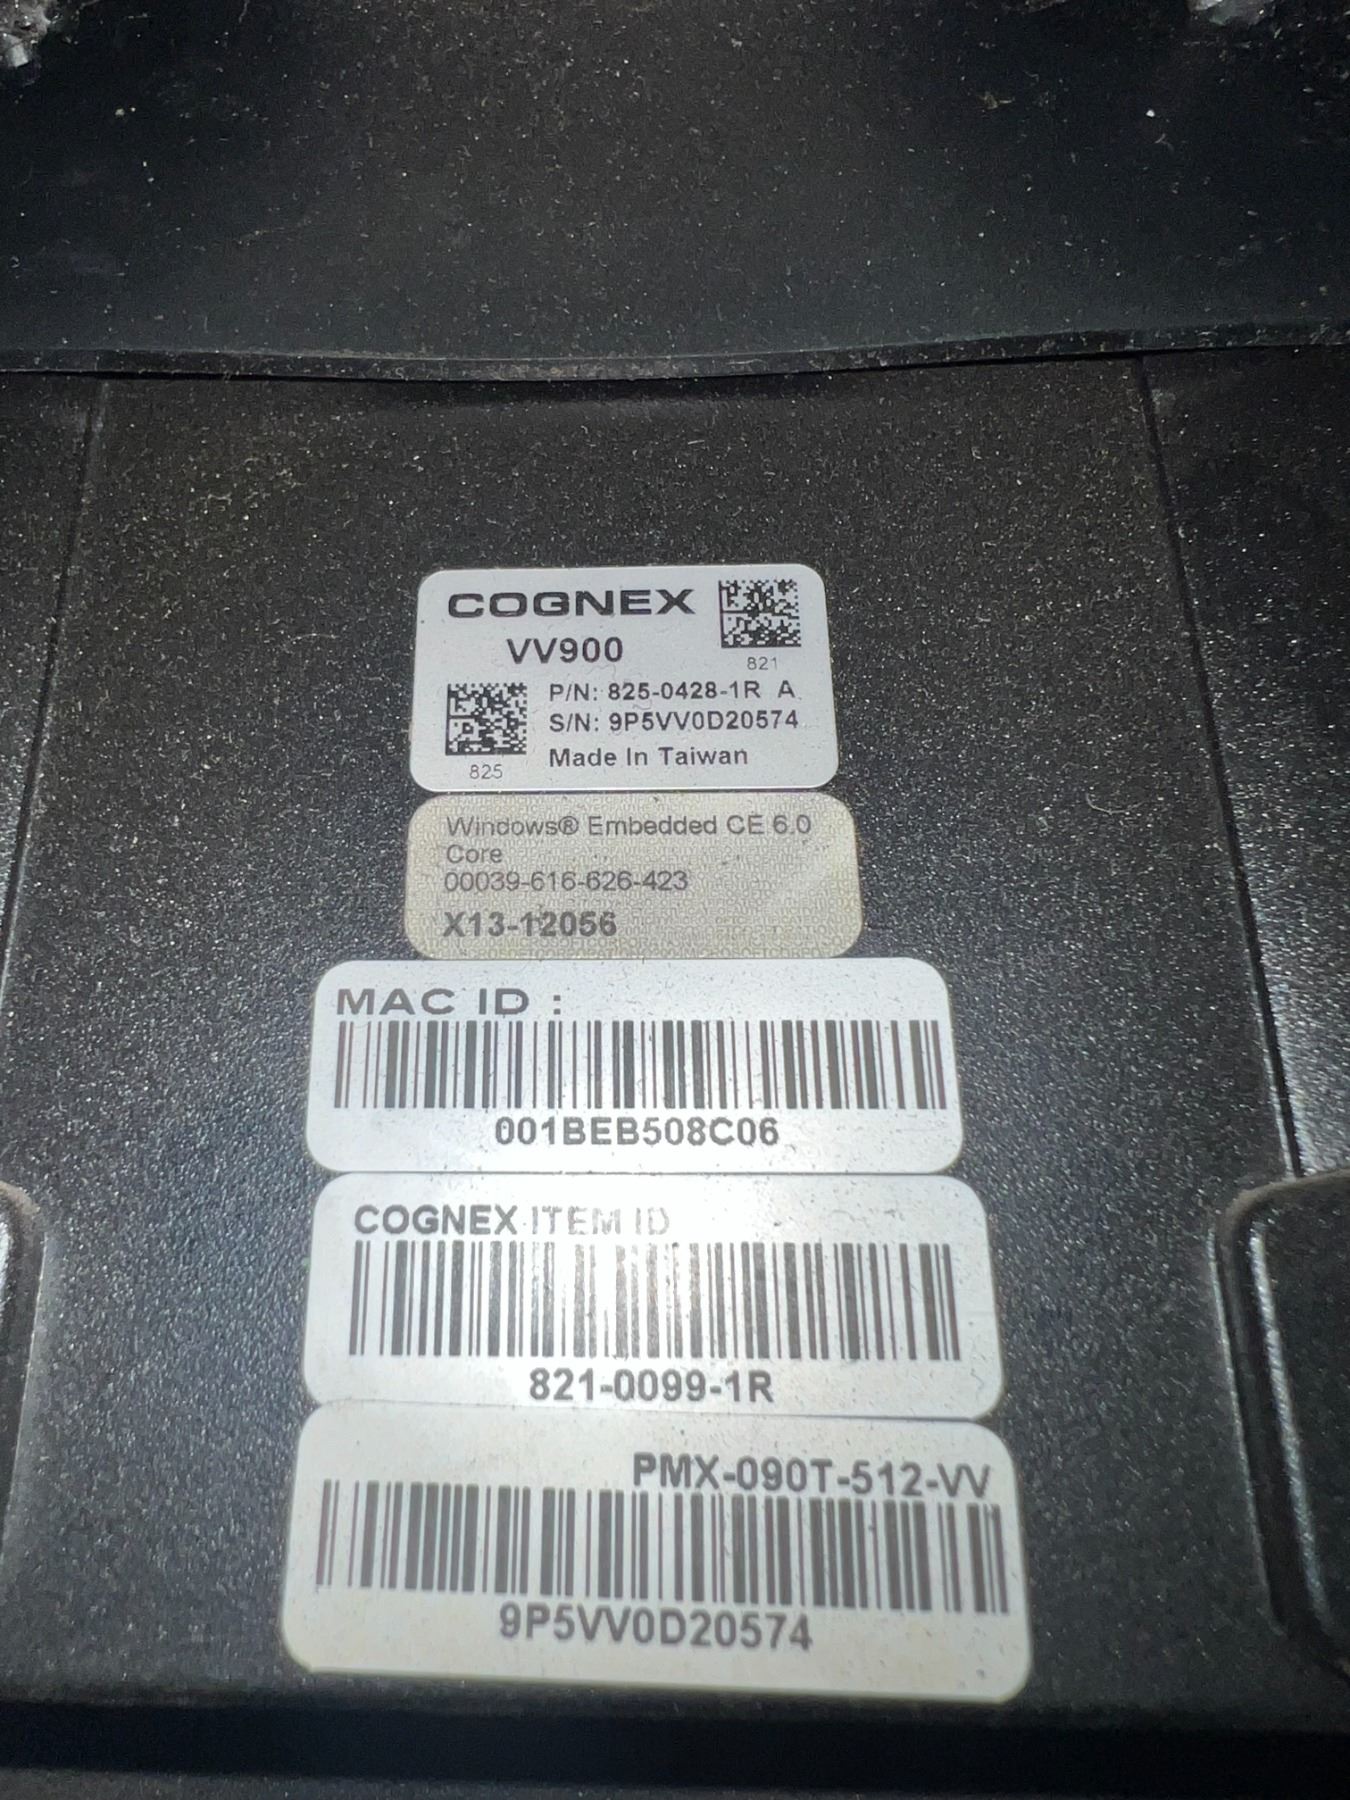 COGNEX
VV900
821
P/N: 825-0428-1R A
S/N: 9P5VV0D20574
Made In Taiwan
825
Windows® Embedded CE 6.0
Core
00039-616-626-423
X13-12056
MAC ID :
001BEB508C06
COGNEX ITEM ID
821-0099-1R
PMX-090T-512-VV
9P5VV0D20574